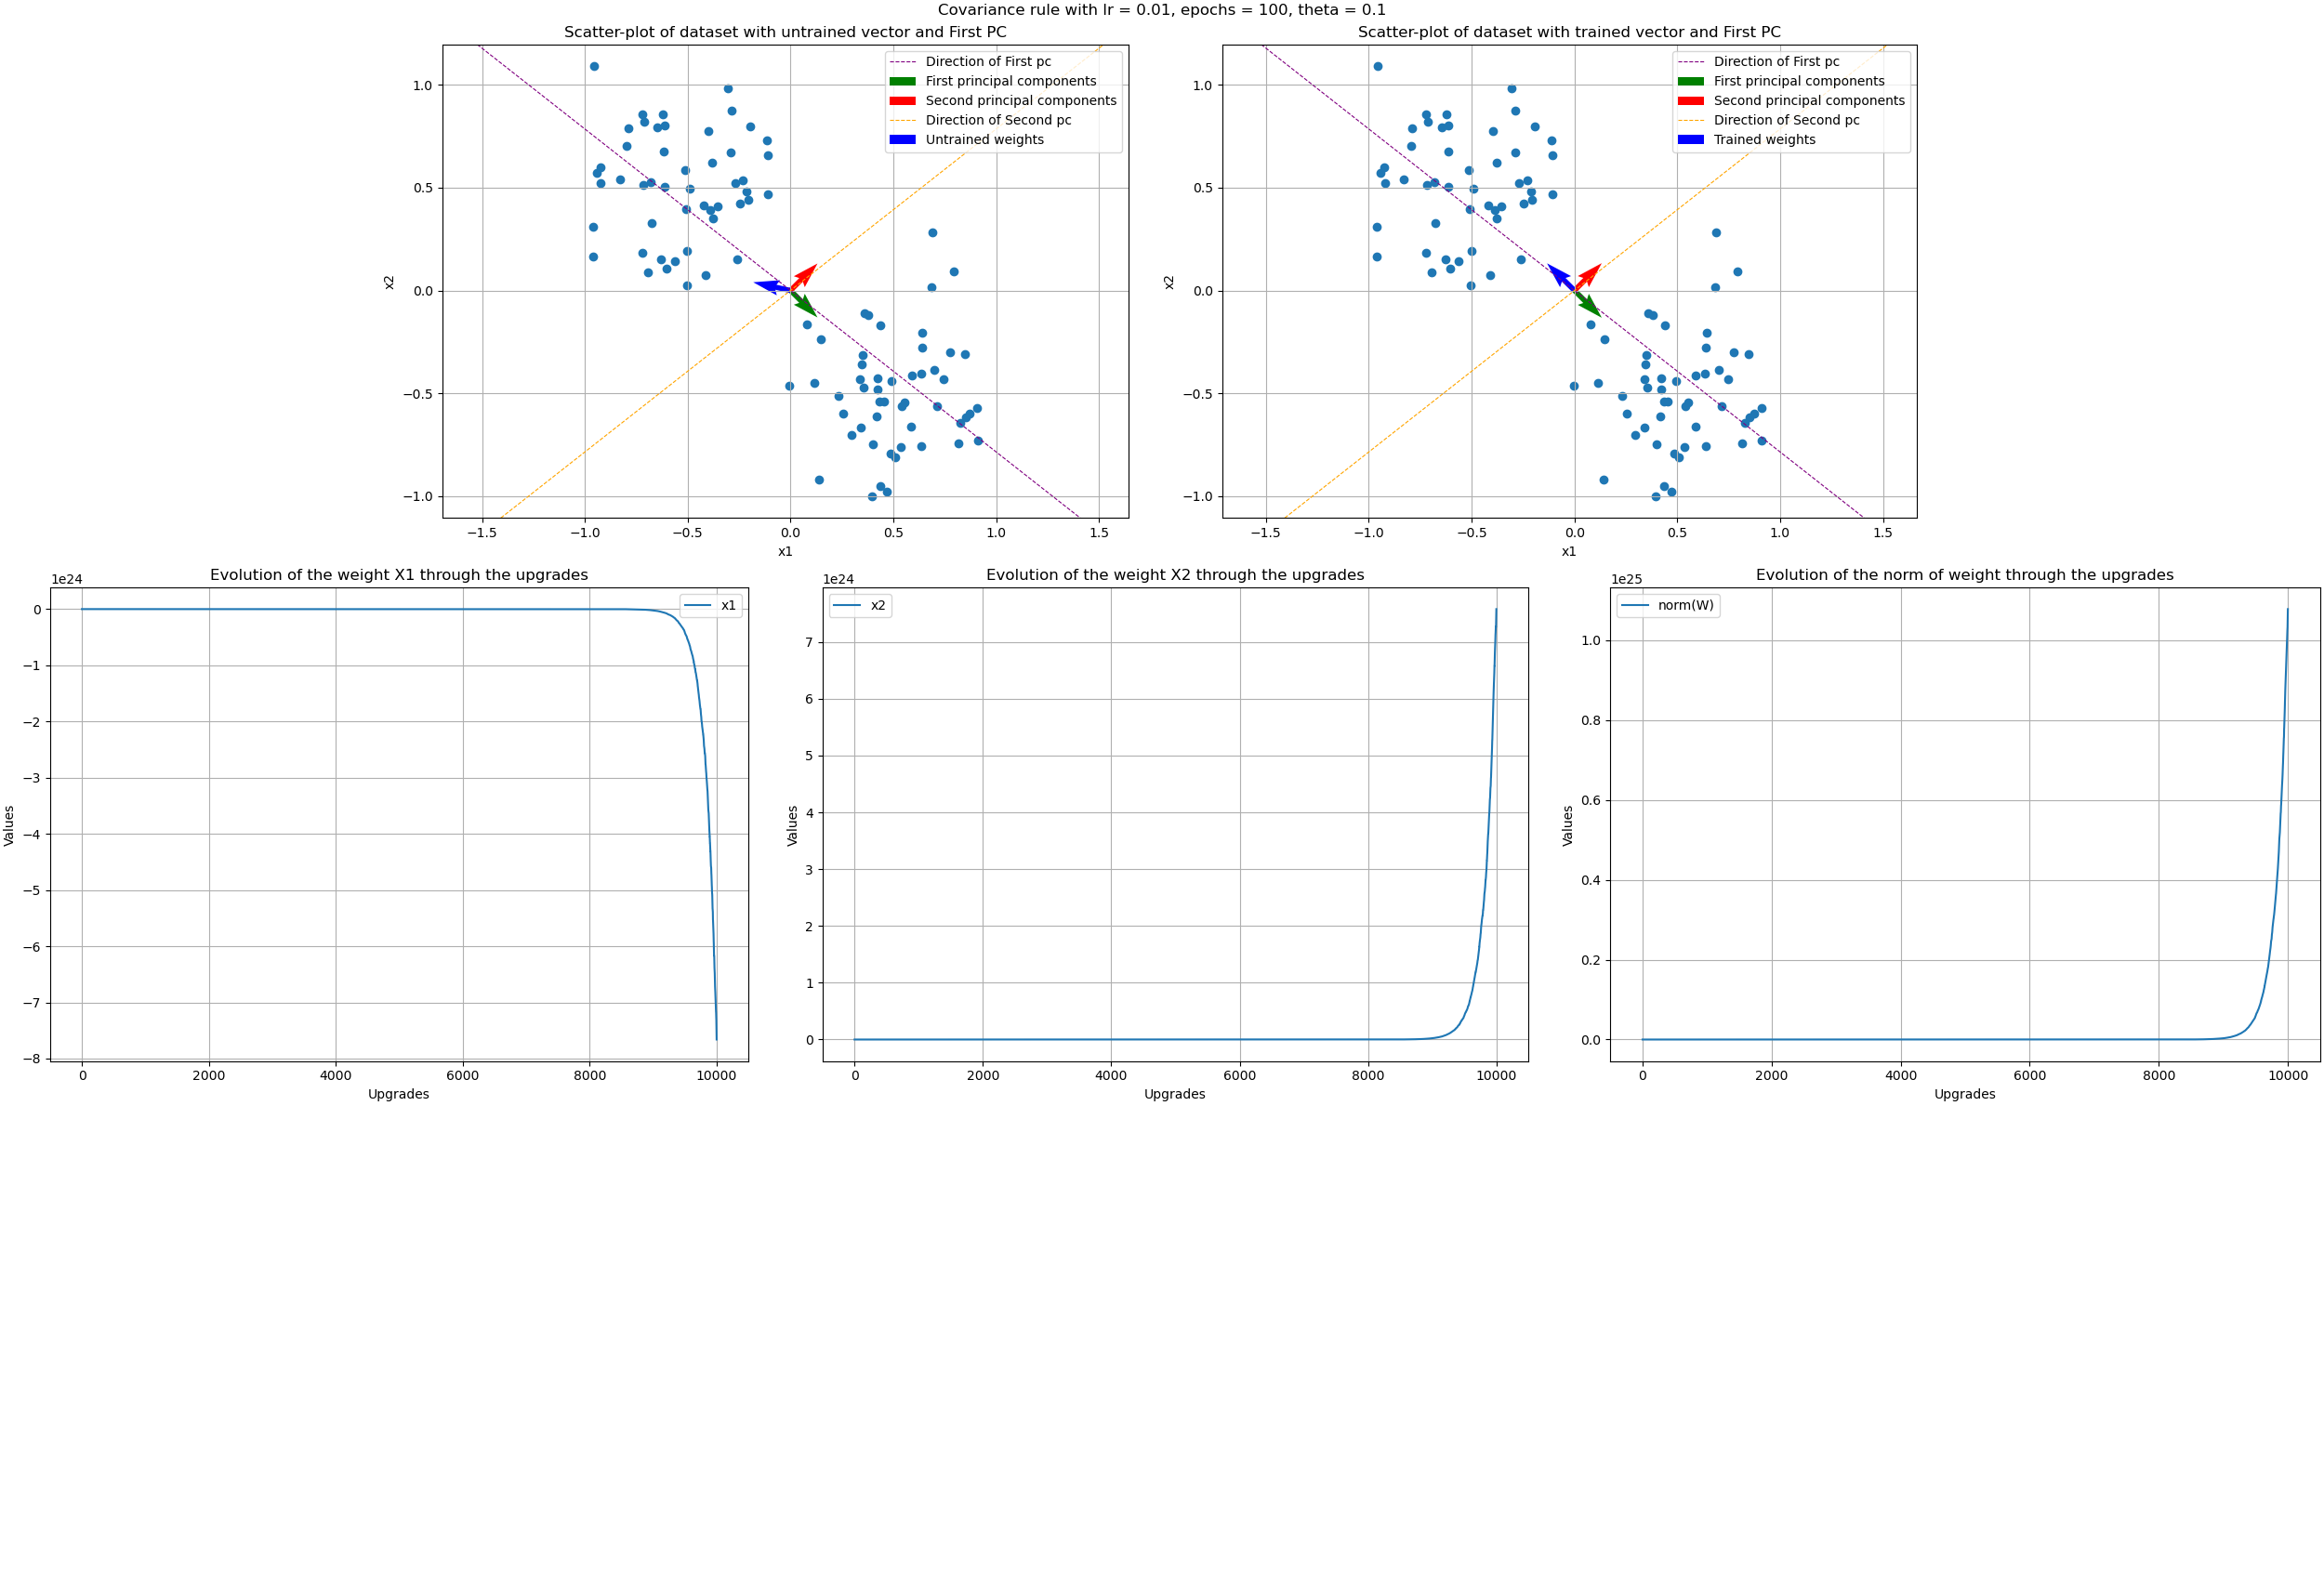 Covariance rule with lr = 0.01, epochs = 100, theta = 0.1
Scatter-plot of dataset with untrained vector and First PC
Direction of First pc
First principal components
Second principal components
Direction of Second pc
Untrained weights
1.0
0.5
0.0
−0.5
−1.0
x2
−1.5
−1.0
−0.5
0.0
0.5
1.0
1.5
x1
Scatter-plot of dataset with trained vector and First PC
Direction of First pc
First principal components
Second principal components
Direction of Second pc
Trained weights
1.0
0.5
0.0
−0.5
−1.0
x2
−1.5
−1.0
−0.5
0.0
0.5
1.0
1.5
x1
Evolution of the weight X1 through the upgrades
1e24
x1
0
−1
−2
−3
−4
−5
−6
−7
−8
Values
0
2000
4000
6000
8000
10000
Upgrades
Evolution of the weight X2 through the upgrades
1e24
x2
7
6
5
4
3
2
1
0
Values
0
2000
4000
6000
8000
10000
Upgrades
Evolution of the norm of weight through the upgrades
1e25
norm(W)
1.0
0.8
0.6
0.4
0.2
0.0
Values
0
2000
4000
6000
8000
10000
Upgrades